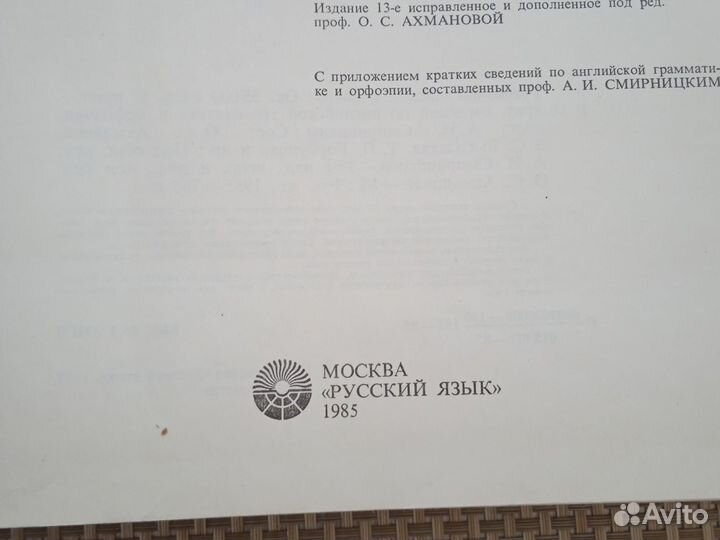 Издание 13-е исправленное и дополненное под ред.
проф. О. С. АХМАНОВОЙ
С приложением кратких сведений по английской граммати-
ке и орфоэпии, составленных проф. А. И. СМИРНИЦКИМ
МОСКВА
«РУССКИЙ ЯЗЫК»
1985
Avito